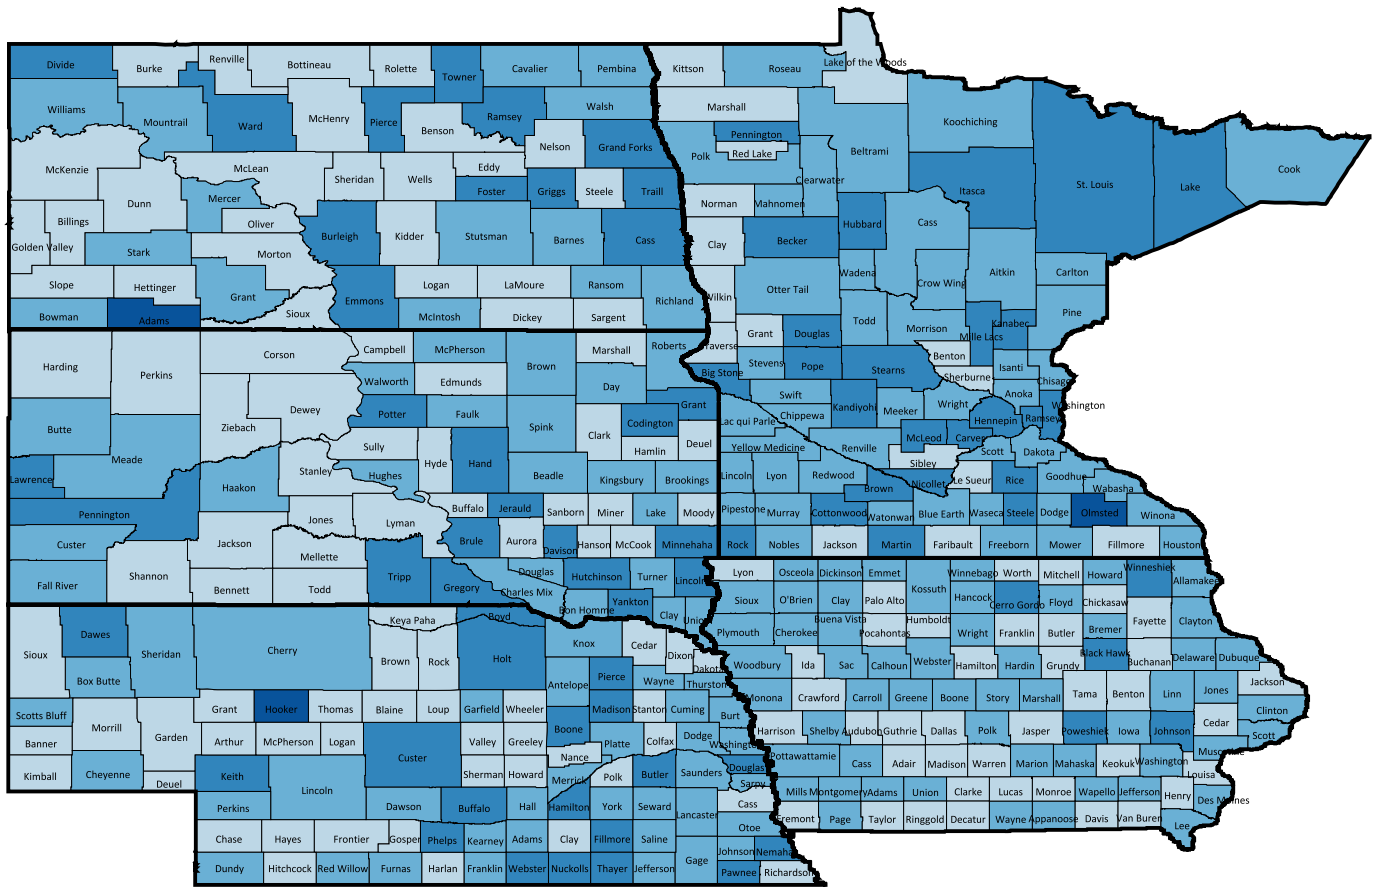 Divide
Burke
Renville
Bottineau
Rolette
Towner
Cavalier
Pembina
Kittson
Roseau
Lake of the Woods
Williams
Mountrail
Ward
McHenry
Pierce
Benson
Ramsey
Walsh
Marshall
Koochiching
McKenzie
McLean
Sheridan
Wells
Eddy
Nelson
Grand Forks
Polk
Pennington
Red Lake
Beltrami
Clearwater
Itasca
St. Louis
Lake
Cook
Dunn
Mercer
Oliver
Foster
Griggs
Steele
Traill
Norman
Mahnomen
Hubbard
Cass
Golden Valley
Billings
Stark
Morton
Burleigh
Kidder
Stutsman
Barnes
Cass
Clay
Becker
Slope
Hettinger
Grant
Sioux
Emmons
Logan
LaMoure
Ransom
Richland
Wilkin
Otter Tail
Wadena
Crow Wing
Aitkin
Carlton
Bowman
Adams
McIntosh
Dickey
Sargent
Todd
Morrison
Mille Lacs
Kanabec
Pine
Harding
Perkins
Corson
Campbell
McPherson
Brown
Marshall
Roberts
Traverse
Grant
Douglas
Benton
Walworth
Edmunds
Day
Big Stone
Stevens
Pope
Stearns
Sherburne
Isanti
Chisago
Butte
Ziebach
Dewey
Potter
Faulk
Spink
Grant
Swift
Kandiyohi
Meeker
Wright
Anoka
Washington
Meade
Sully
Hyde
Hand
Clark
Codington
Hamlin
Deuel
Lac qui Parle
Chippewa
Yellow Medicine
Renville
McLeod
Carver
Hennepin
Ramsey
Scott
Dakota
Lawrence
Haakon
Stanley
Hughes
Beadle
Kingsbury
Brookings
Lincoln
Lyon
Redwood
Brown
Sibley
Nicollet
Le Sueur
Rice
Goodhue
Wabasha
Pennington
Jones
Lyman
Buffalo
Jerauld
Sanborn
Miner
Lake
Moody
Pipestone
Murray
Cottonwood
Watonwan
Blue Earth
Waseca
Steele
Dodge
Olmsted
Winona
Custer
Jackson
Mellette
Brule
Aurora
Davison
Hanson
McCook
Minnehaha
Rock
Nobles
Jackson
Martin
Faribault
Freeborn
Mower
Fillmore
Houston
Fall River
Shannon
Bennett
Todd
Tripp
Gregory
Charles Mix
Douglas
Hutchinson
Turner
Lincoln
Bon Homme
Yankton
Clay
Union
Lyon
Osceola
Dickinson
Emmet
Winnebago
Worth
Mitchell
Howard
Winneshiek
Allamakee
Sioux
O'Brien
Clay
Palo Alto
Kossuth
Hancock
Cerro Gordo
Floyd
Chickasaw
Sioux
Dawes
Sheridan
Cherry
Keya Paha
Boyd
Knox
Cedar
Dixon
Dakota
Plymouth
Cherokee
Buena Vista
Pocahontas
Humboldt
Wright
Franklin
Butler
Bremer
Fayette
Clayton
Box Butte
Brown
Rock
Holt
Antelope
Pierce
Wayne
Thurston
Woodbury
Ida
Sac
Calhoun
Webster
Hamilton
Hardin
Grundy
Black Hawk
Buchanan
Delaware
Dubuque
Scotts Bluff
Banner
Morrill
Garden
Grant
Hooker
Thomas
Blaine
Loup
Garfield
Wheeler
Madison
Stanton
Cuming
Burt
Monona
Crawford
Carroll
Greene
Boone
Story
Marshall
Tama
Benton
Linn
Jones
Jackson
Arthur
McPherson
Logan
Custer
Valley
Greeley
Boone
Nance
Platte
Colfax
Dodge
Washington
Harrison
Shelby
Audubon
Guthrie
Dallas
Polk
Jasper
Poweshiek
Iowa
Johnson
Cedar
Clinton
Scott
Kimball
Cheyenne
Deuel
Keith
Lincoln
Sherman
Howard
Merrick
Polk
Butler
Saunders
Douglas
Sarpy
Pottawattamie
Cass
Adair
Madison
Warren
Marion
Mahaska
Keokuk
Washington
Muscatine
Louisa
Perkins
Dawson
Buffalo
Hall
Hamilton
York
Seward
Lancaster
Cass
Otoe
Mills
Montgomery
Adams
Union
Clarke
Lucas
Monroe
Wapello
Jefferson
Henry
Des Moines
Chase
Hayes
Frontier
Gosper
Phelps
Kearney
Adams
Clay
Fillmore
Saline
Fremont
Page
Taylor
Ringgold
Decatur
Wayne
Appanoose
Davis
Van Buren
Lee
Dundy
Hitchcock
Red Willow
Furnas
Harlan
Franklin
Webster
Nuckolls
Thayer
Jefferson
Gage
Johnson
Nemaha
Pawnee
Richardson